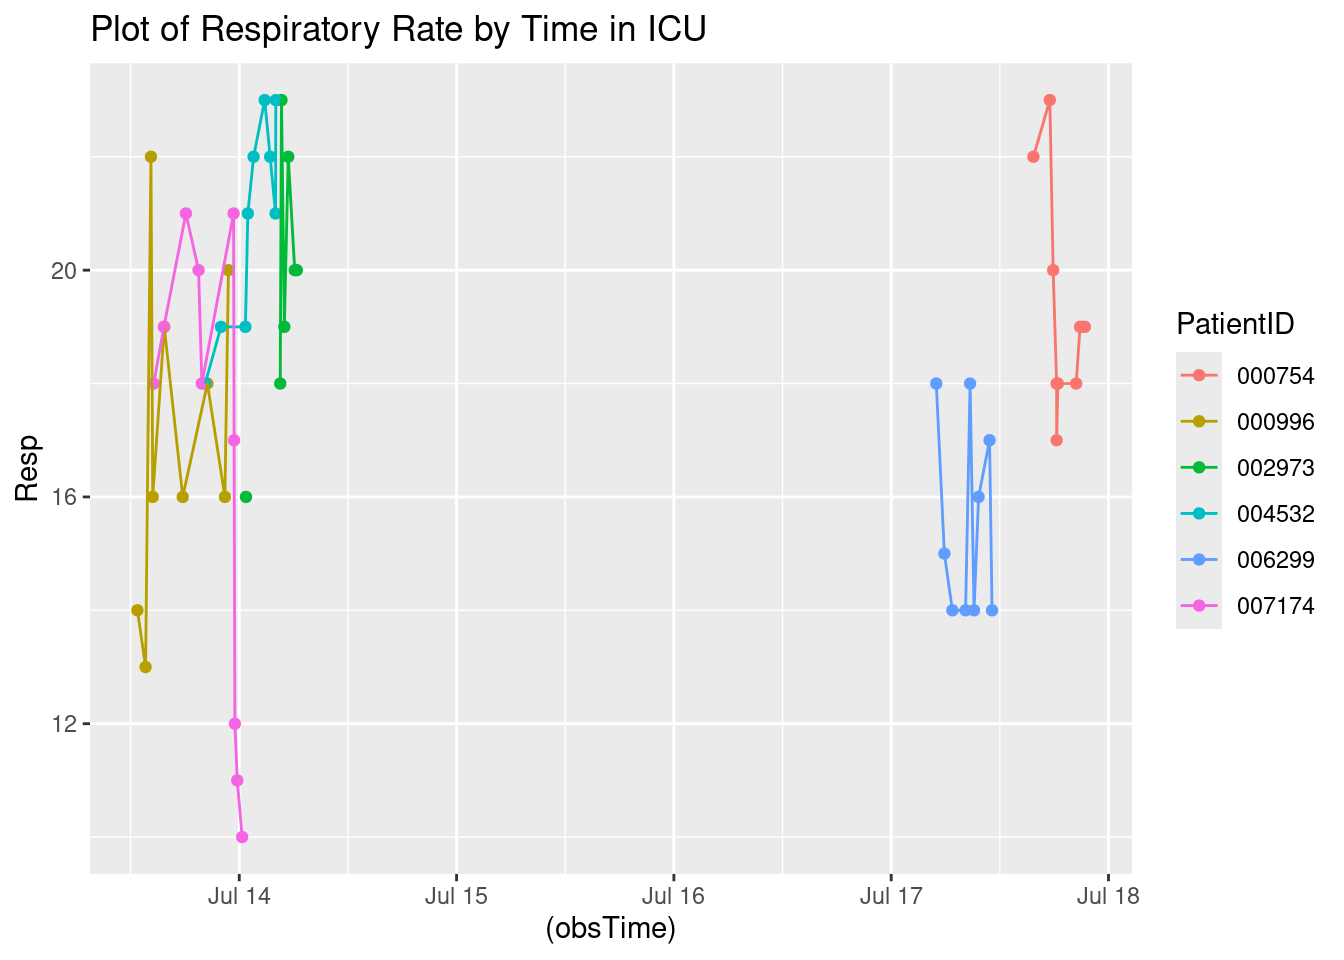 Plot of Respiratory Rate by Time in ICU
Resp
20
16
12
Jul 14
Jul 15
Jul 16
Jul 17
Jul 18
(obsTime)
PatientID
000754
000996
002973
004532
006299
007174